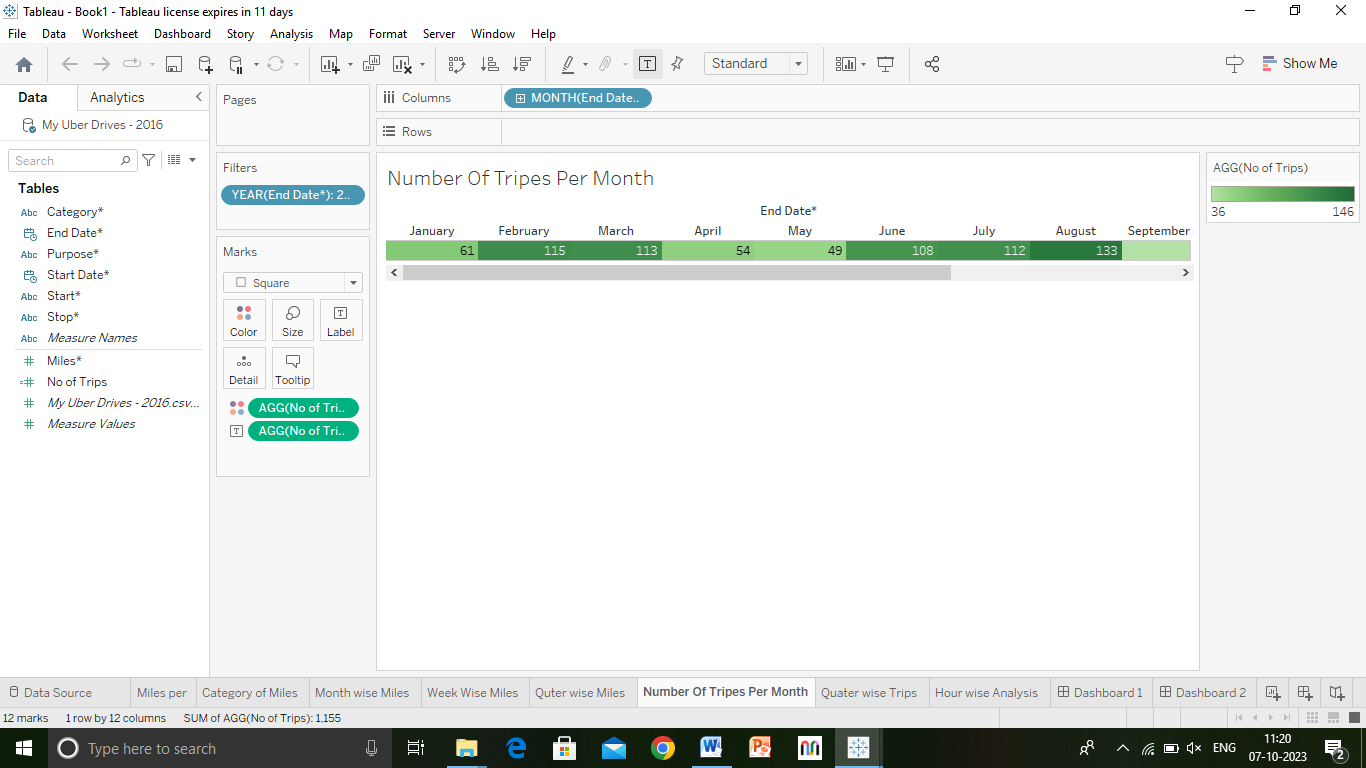 Tableau - Book1 - Tableau license expires in 11 days
File Data Worksheet Dashboard Story Analysis Map Format Server Window Help
Standard
Show Me
Data Analytics
My Uber Drives - 2016
Search
Tables
Abc Category*
End Date*
Abc Purpose*
Start Date*
Abc Start*
Abc Stop*
Abc Measure Names
Miles*
No of Trips
My Uber Drives - 2016.csv...
Measure Values
Pages
Filters
YEAR(End Date*): 2..
Marks
Square
Color Size Label
Detail Tooltip
AGG(No of Tri..
AGG(No of Tri..
Columns MONTH(End Date..
Rows
Number Of Tripes Per Month
End Date*
January February March April May June July August September
61 115 113 54 49 108 112 133
AGG(No of Trips)
36 146
Data Source Miles per Category of Miles Month wise Miles Week Wise Miles Quter wise Miles Number Of Tripes Per Month Quater wise Trips Hour wise Analysis Dashboard 1 Dashboard 2
12 marks 1 row by 12 columns SUM of AGG(No of Trips): 1,155
Type here to search
ENG
11:20
07-10-2023
2